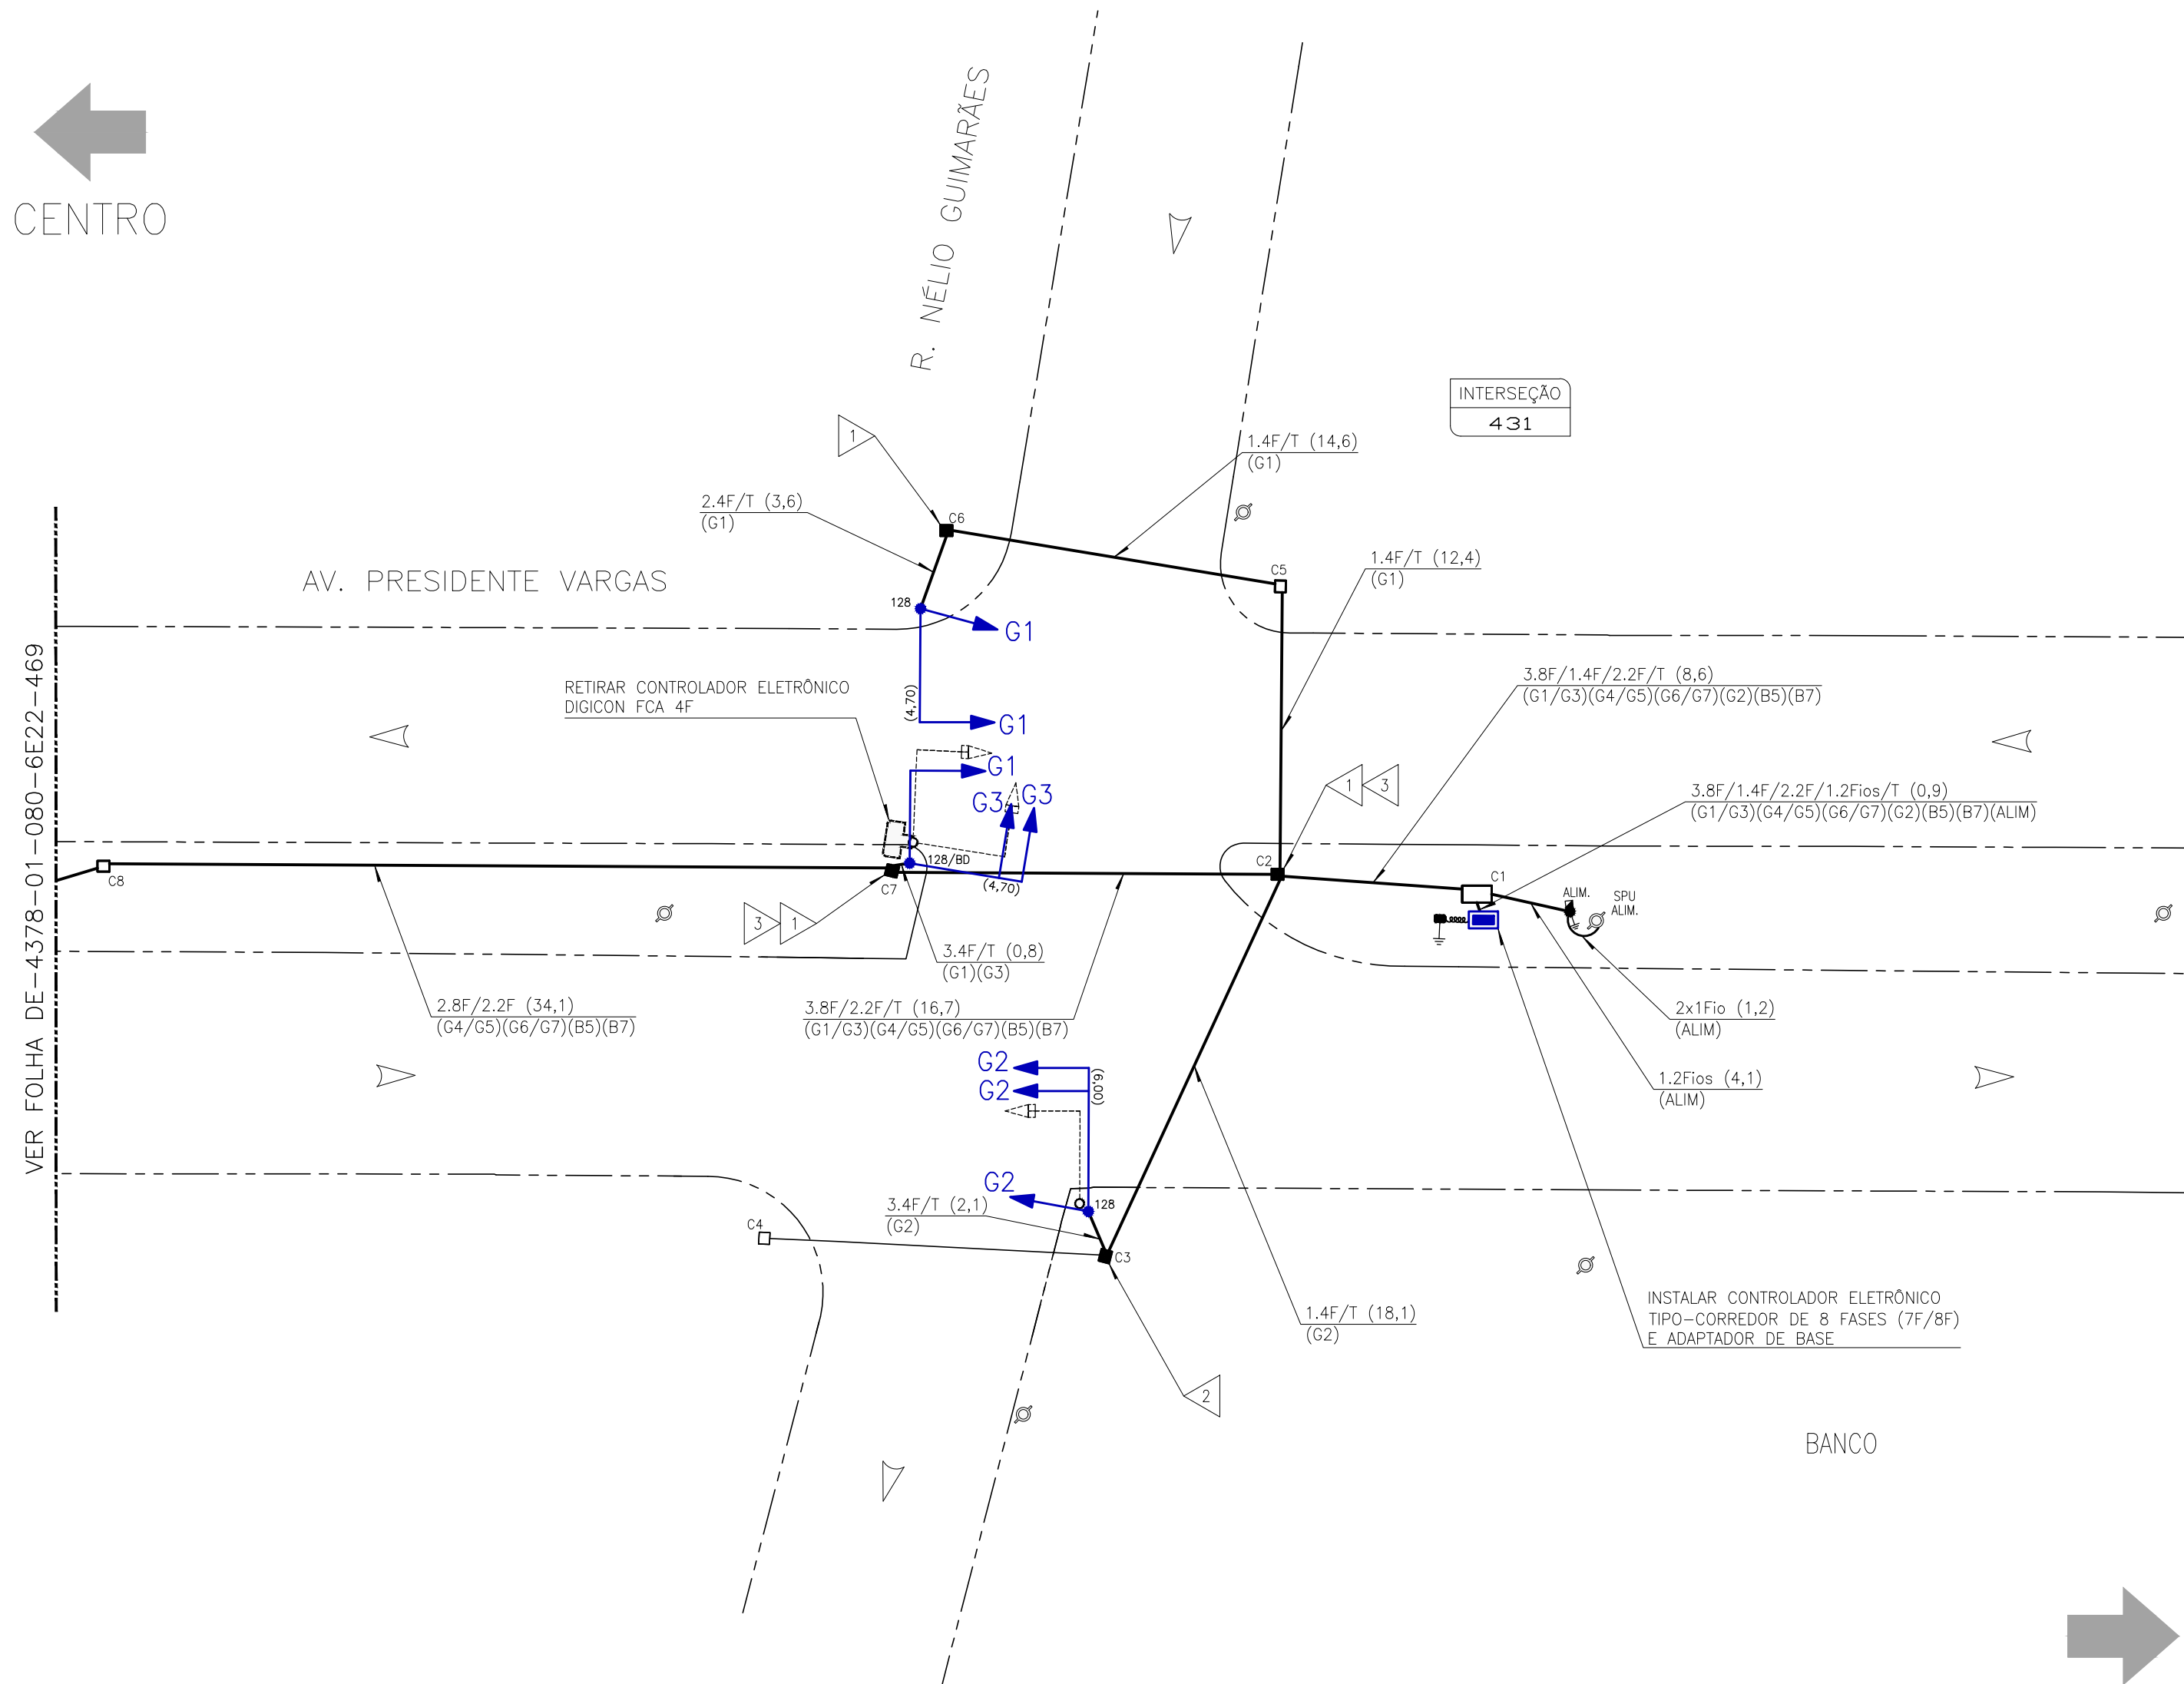 CENTRO
R. NÉLIO GUIMARÃES
INTERSEÇÃO
431
1
1.4F/T (14,6)
(G1)
2.4F/T (3,6)
(G1)
C6
C5
1.4F/T (12,4)
(G1)
AV. PRESIDENTE VARGAS
128
G1
VER FOLHA DE-4378-01-080-6E22-469
RETIRAR CONTROLADOR ELETRÔNICO
DIGICON FCA 4F
(4,70)
G1
3.8F/1.4F/2.2F/T (8,6)
(G1/G3)(G4/G5)(G6/G7)(G2)(B5)(B7)
G1
G3
G3
1
3
3.8F/1.4F/2.2F/1.2Fios/T (0,9)
(G1/G3)(G4/G5)(G6/G7)(G2)(B5)(B7)(ALIM)
C8
128/BD
C7
(4,70)
C2
C1
ALIM.
SPU
ALIM.
3
1
3.4F/T (0,8)
(G1)(G3)
2.8F/2.2F (34,1)
(G4/G5)(G6/G7)(B5)(B7)
3.8F/2.2F/T (16,7)
(G1/G3)(G4/G5)(G6/G7)(B5)(B7)
2x1Fio (1,2)
(ALIM)
G2
G2
(6,00)
1.2Fios (4,1)
(ALIM)
G2
3.4F/T (2,1)
(G2)
128
C4
C3
1.4F/T (18,1)
(G2)
INSTALAR CONTROLADOR ELETRÔNICO
TIPO-CORREDOR DE 8 FASES (7F/8F)
E ADAPTADOR DE BASE
2
BANCO